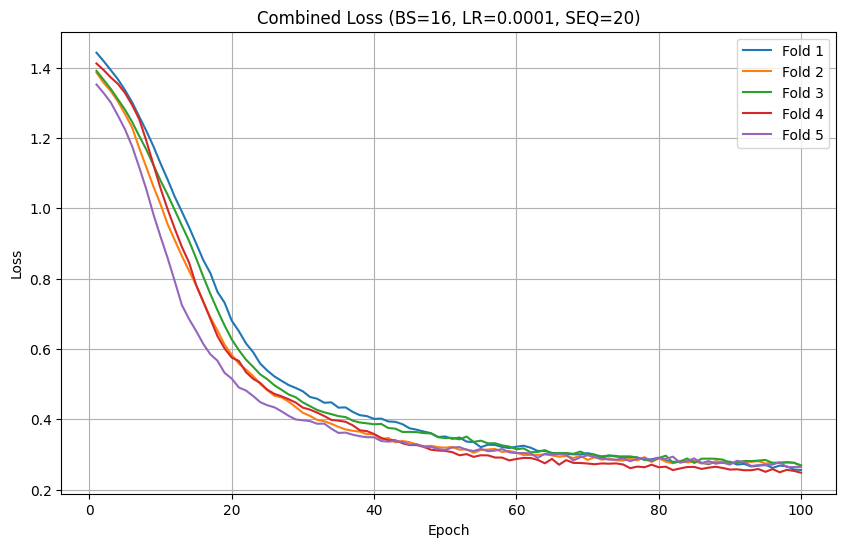 Combined Loss (BS=16, LR=0.0001, SEQ=20)
Fold 1
Fold 2
Fold 3
Fold 4
Fold 5
1.4
1.2
1.0
0.8
0.6
0.4
0.2
Loss
0 20 40 60 80 100
Epoch